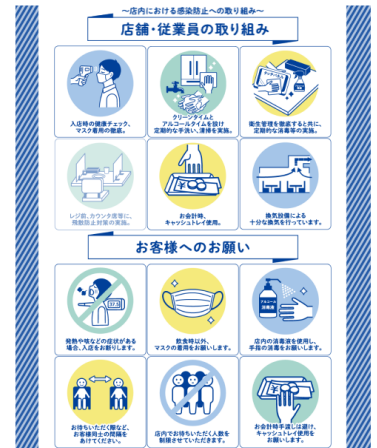 〜店内における感染防止への取り組み〜
店舗・従業員の取り組み
入店時の健康チェック、
マスク着用の徹底。
クリーンタイムと
アルコールタイムを設け
定期的な手洗い、清掃を実施。
衛生管理を徹底すると共に、
定期的な消毒等の実施。
レジ前、カウンタ席等に、
飛散防止対策の実施。
お会計時、
キャッシュトレイ使用。
換気設備による
十分な換気を行っています。
お客様へのお願い
37.5
発熱や咳などの症状がある
場合、入店をお断りします。
飲食時以外、
マスクの着用をお願いします。
アルコール
消毒液
店内の消毒液を使用し、
手指の消毒をお願いします。
お待ちいただく際など、
お客様同士の間隔を
あけてください。
店内でお待ちいただく人数を
制限させていただきます。
お会計時手渡しは避け、
キャッシュトレイ使用を
お願いします。